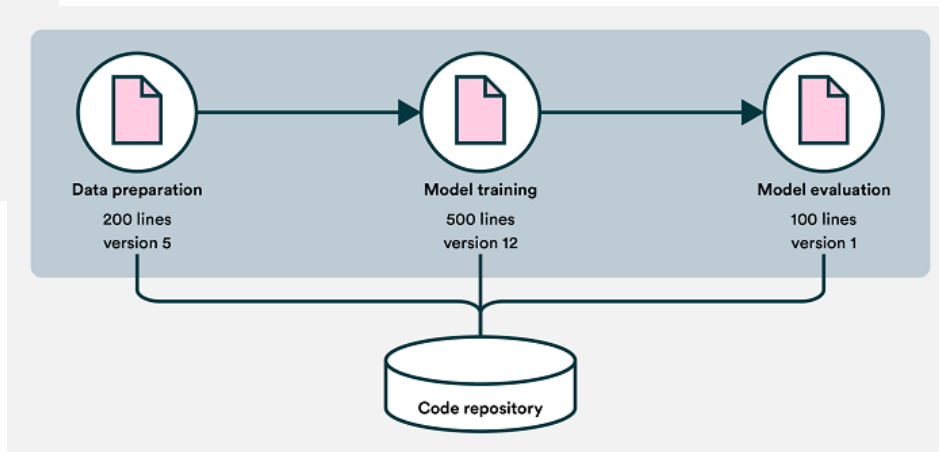 Data preparation
200 lines
version 5
Model training
500 lines
version 12
Model evaluation
100 lines
version 1
Code repository